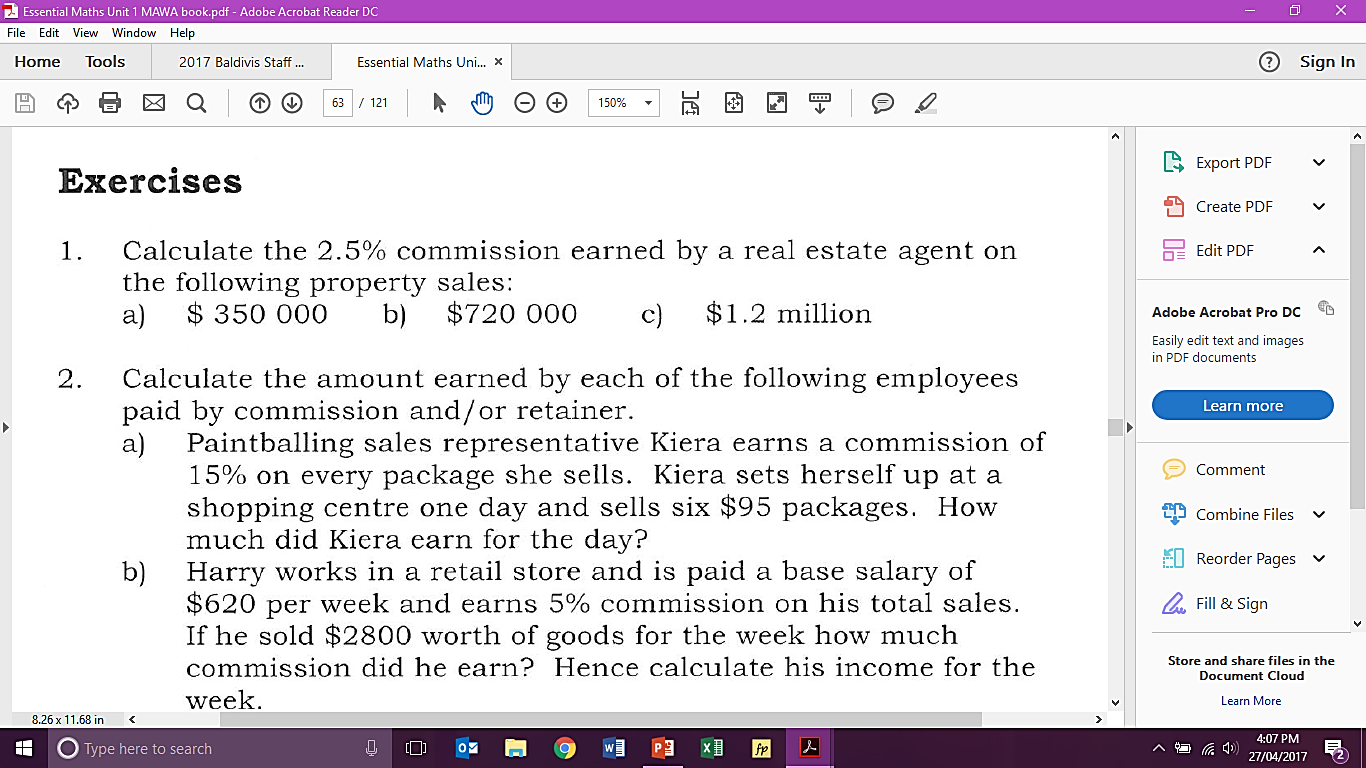 Essential Maths Unit 1 MAWA book.pdf - Adobe Acrobat Reader DC
File Edit View Window Help
Home Tools 2017 Baldivis Staff ... Essential Maths Uni... × Sign In
63 / 121 150%
Exercises
1. Calculate the 2.5% commission earned by a real estate agent on
the following property sales:
a) $ 350 000 b) $720 000 c) $1.2 million
2. Calculate the amount earned by each of the following employees
paid by commission and/or retainer.
a) Paintballing sales representative Kiera earns a commission of
15% on every package she sells. Kiera sets herself up at a
shopping centre one day and sells six $95 packages. How
much did Kiera earn for the day?
b) Harry works in a retail store and is paid a base salary of
$620 per week and earns 5% commission on his total sales.
If he sold $2800 worth of goods for the week how much
commission did he earn? Hence calculate his income for the
week.
8.26 x 11.68 in
Export PDF
Create PDF
Edit PDF
Adobe Acrobat Pro DC
Easily edit text and images
in PDF documents
Learn more
Comment
Combine Files
Reorder Pages
Fill & Sign
Store and share files in the
Document Cloud
Learn More
Type here to search
4:07 PM
27/04/2017
2